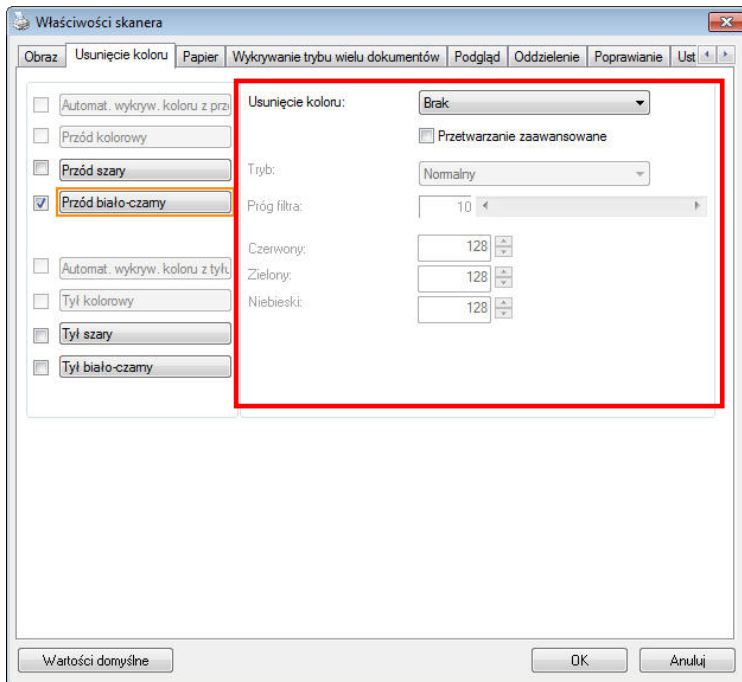 Właściwości skanera
Obraz Usunięcie koloru Papier Wykrywanie trybu wielu dokumentów Podgląd Oddzielenie Poprawianie Ust
Automat. wykryw. koloru z prz
Przód kolorowy
Przód szary
Przód biało-czarny
Automat. wykryw. koloru z tyłu
Tył kolorowy
Tył szary
Tył biało-czarny
Usunięcie koloru: Brak
Przetwarzanie zaawansowane
Tryb: Normalny
Próg filtra: 10
Czerwony: 128
Zielony: 128
Niebieski: 128
Wartości domyślne OK Anuluj